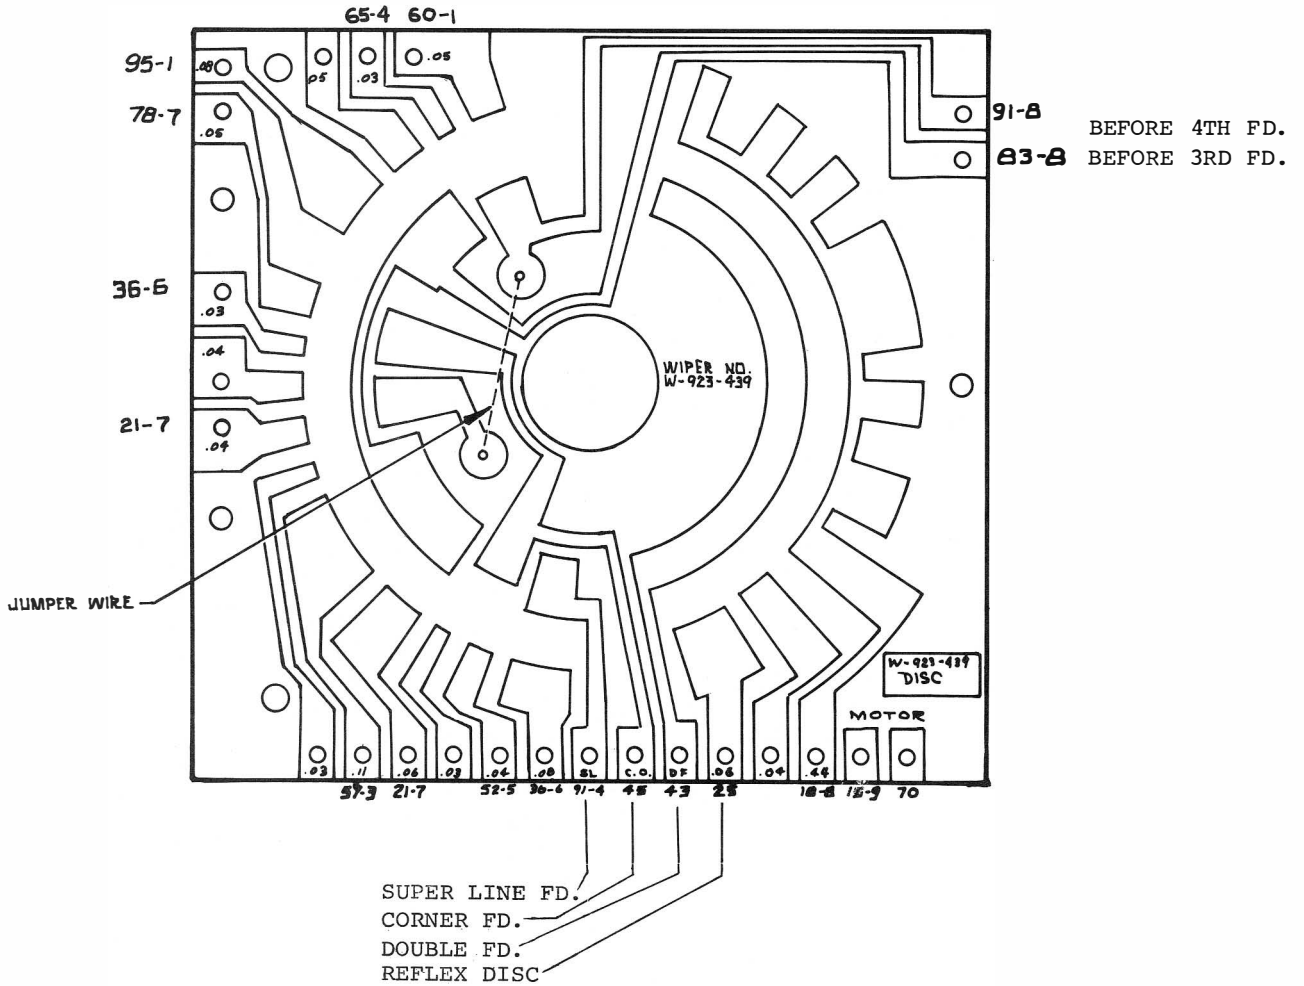 65-4 60-1
95-1
.08
.05
.03
.05
78-7
.05
91-8
BEFORE 4TH FD.
83-8 BEFORE 3RD FD.
36-6
.03
.04
21-7
.04
WIPER NO.
W-923-439
JUMPER WIRE
W-923-439
DISC
MOTOR
.03 .11 .06 .03 .04 .08 SL C.O. DF .06 .04 .44
57-3 21-7 52-5 36-6 91-4 45 43 25 18-8 70
SUPER LINE FD.
CORNER FD.
DOUBLE FD.
REFLEX DISC